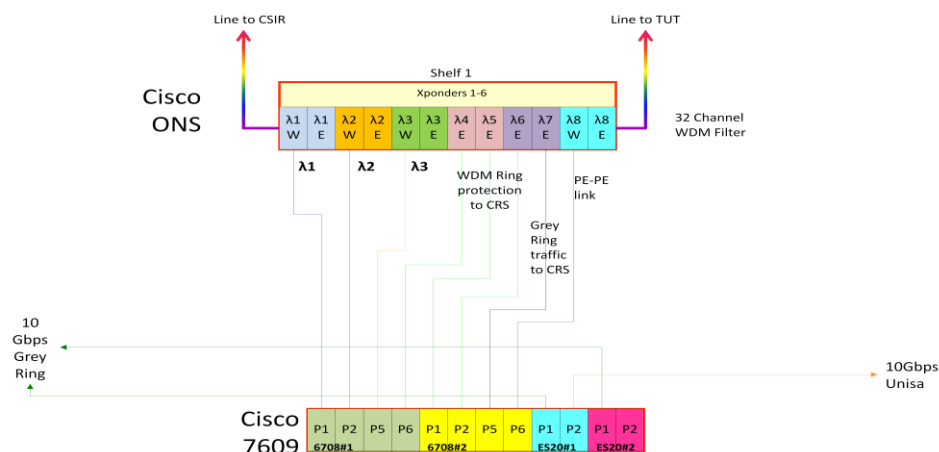 Line to CSIR
Line to TUT
Shelf 1
Xponders 1-6
Cisco
ONS
λ1 λ1 λ2 λ2 λ3 λ3 λ4 λ5 λ6 λ7 λ8 λ8
W E W E W E E E E E W E
32 Channel
WDM Filter
λ1 λ2 λ3
WDM Ring
protection
to CRS
PE-PE
link
Grey
Ring
traffic
to CRS
10
Gbps
Grey
Ring
10Gbps
Unisa
Cisco
7609
P1 P2 P5 P6 P1 P2 P5 P6 P1 P2 P1 P2
6708#1 6708#2 ES20#1 ES20#2